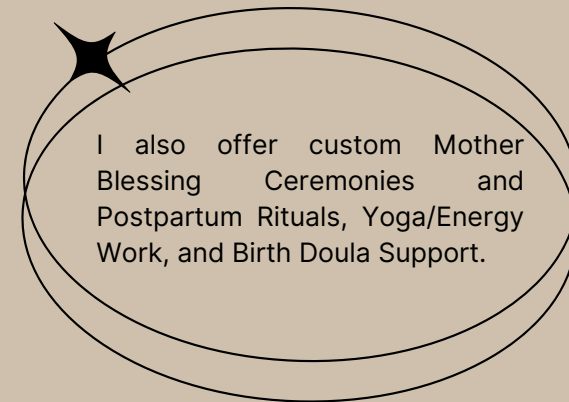 I also offer custom Mother
Blessing Ceremonies and
Postpartum Rituals, Yoga/Energy
Work, and Birth Doula Support.